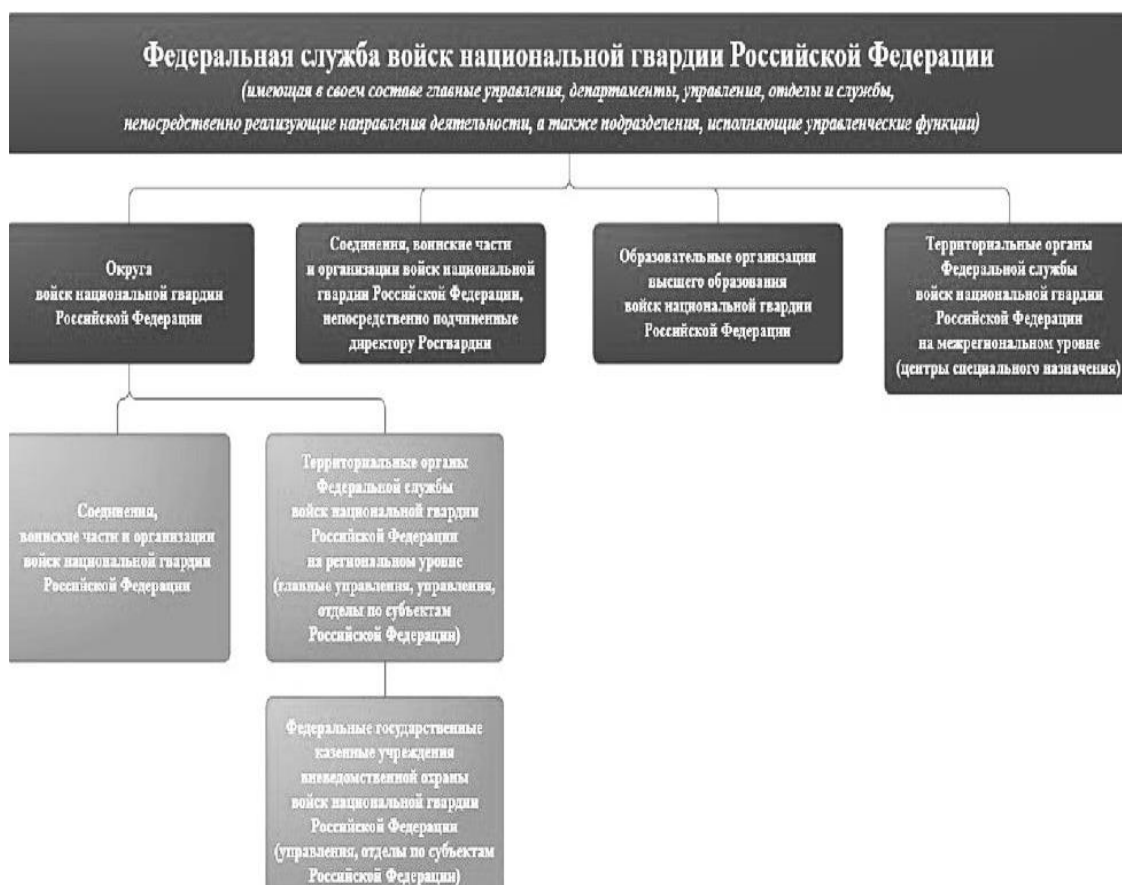 Федеральная служба войск национальной гвардии Российской Федерации
(имеющая в своем составе главные управления, департаменты, управления, отделы и службы,
непосредственно реализующие направления деятельности, а также подразделения, исполняющие управленческие функции)
Округа
войск национальной гвардии
Российской Федерации
Соединения, воинские части
и организации войск национальной
гвардии Российской Федерации,
непосредственно подчиненные
директору Росгвардии
Образовательные организации
высшего образования
войск национальной гвардии
Российской Федерации
Территориальные органы
Федеральной службы
войск национальной гвардии
Российской Федерации
на межрегиональном уровне
(центры специального назначения)
Соединения,
воинские части и организации
войск национальной гвардии
Российской Федерации
Территориальные органы
Федеральной службы
войск национальной гвардии
Российской Федерации
на региональном уровне
(главные управления, управления,
отделы по субъектам
Российской Федерации)
Федеральные государственные
казенные учреждения
вневедомственной охраны
войск национальной гвардии
Российской Федерации
(управления, отделы по субъектам
Российской Федерации)